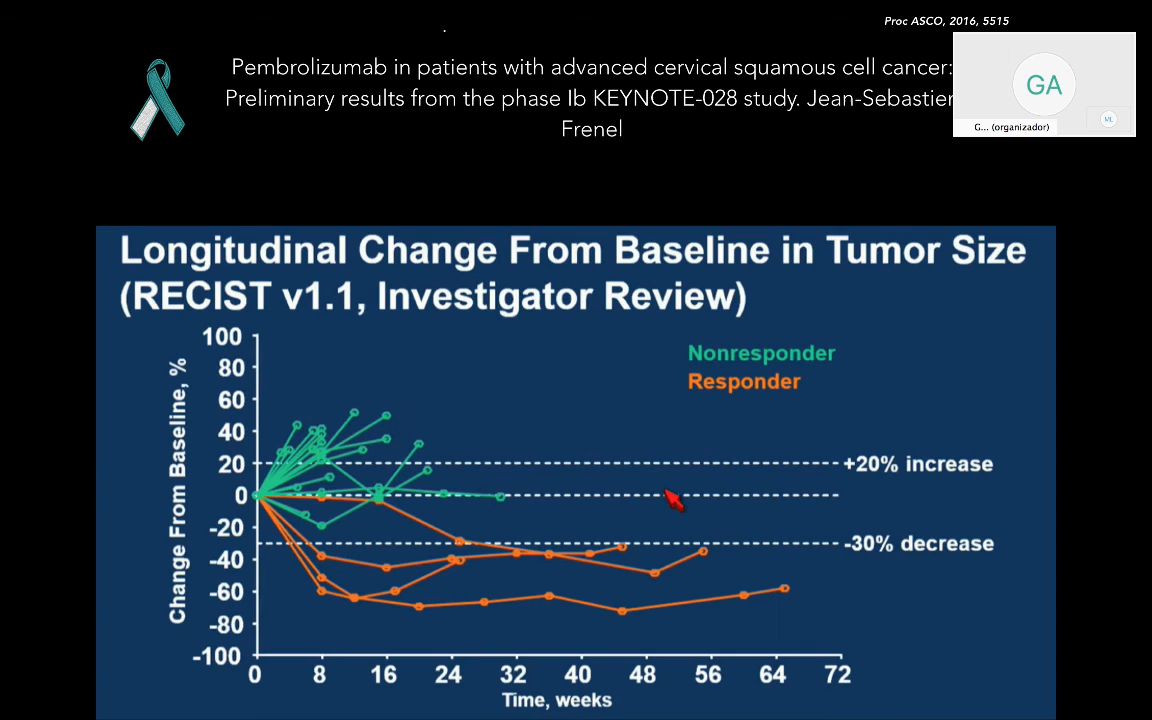 Proc ASCO, 2016, 5515
Pembrolizumab in patients with advanced cervical squamous cell cancer:
Preliminary results from the phase Ib KEYNOTE-028 study. Jean-Sebastien
Frenel
GA
G... (organizador)
ML
Longitudinal Change From Baseline in Tumor Size
(RECIST v1.1, Investigator Review)
Change From Baseline, %
100
80
60
40
20
0
-20
-40
-60
-80
-100
Nonresponder
Responder
+20% increase
-30% decrease
0 8 16 24 32 40 48 56 64 72
Time, weeks